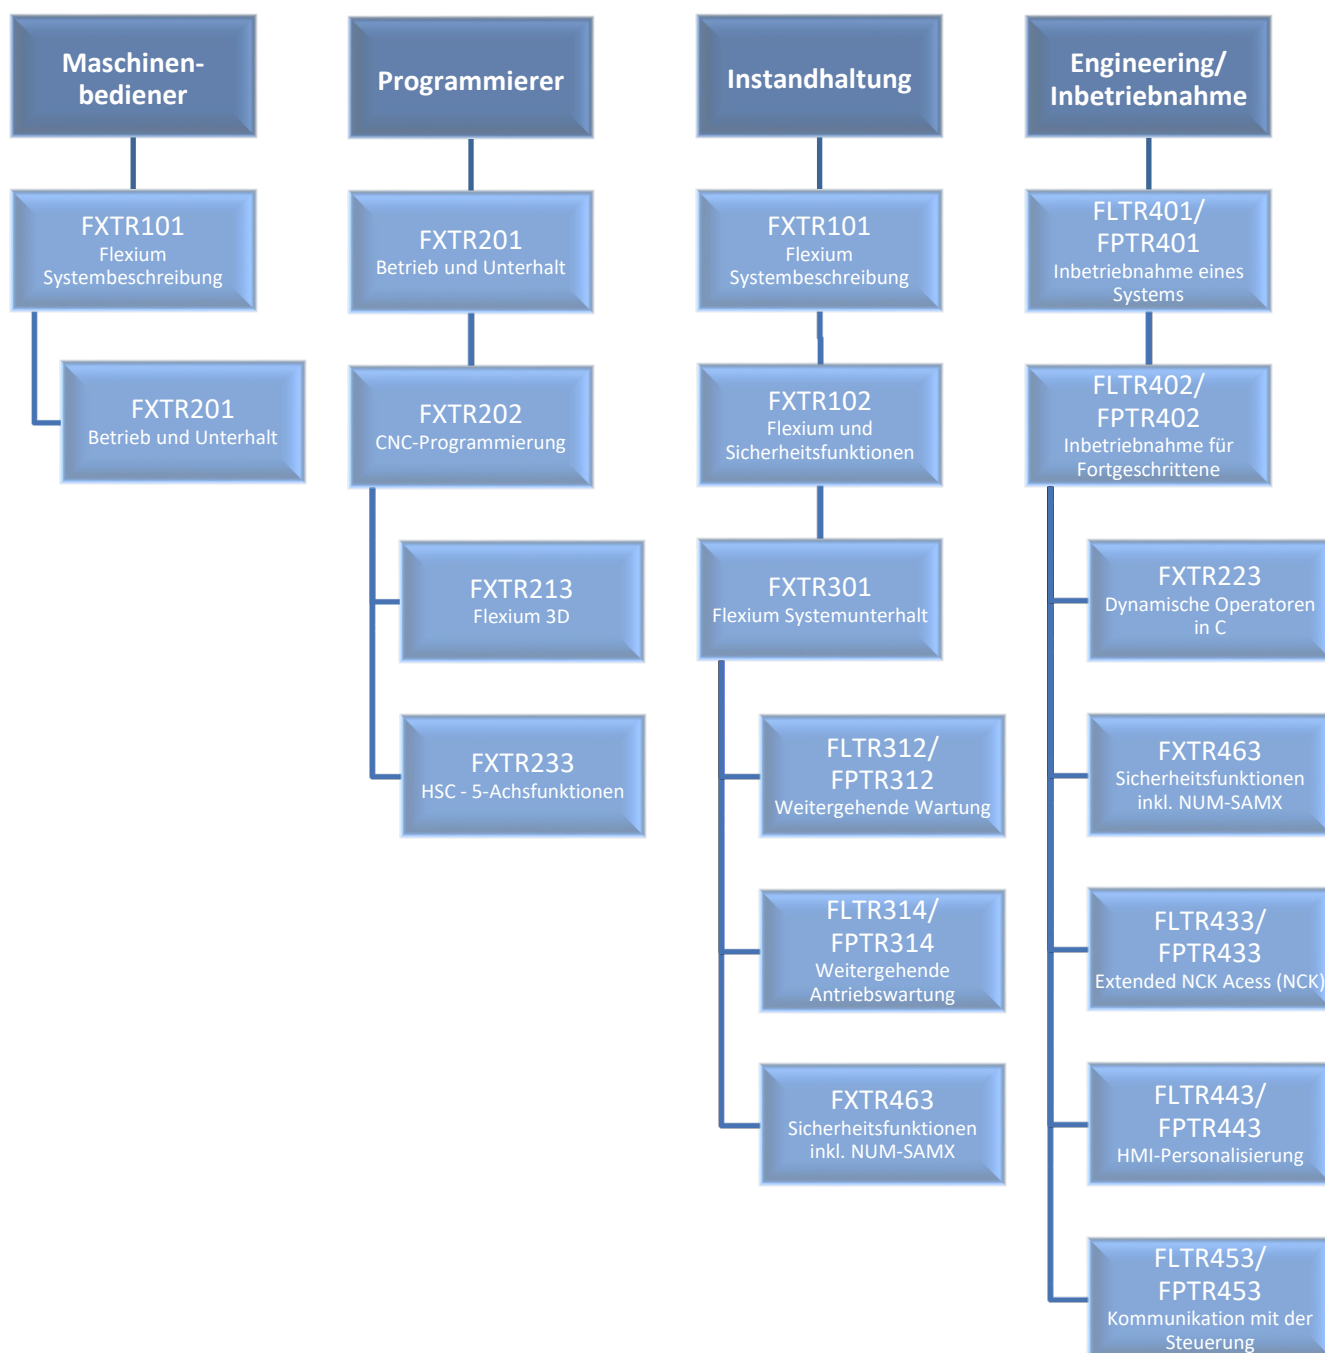 Maschinen-
bediener
FXTR101
Flexium
Systembeschreibung
FXTR201
Betrieb und Unterhalt
Programmierer
FXTR201
Betrieb und Unterhalt
FXTR202
CNC-Programmierung
FXTR213
Flexium 3D
FXTR233
HSC - 5-Achsfunktionen
Instandhaltung
FXTR101
Flexium
Systembeschreibung
FXTR102
Flexium und
Sicherheitsfunktionen
FXTR301
Flexium Systemunterhalt
FLTR312/
FPTR312
Weitergehende Wartung
FLTR314/
FPTR314
Weitergehende
Antriebswartung
FXTR463
Sicherheitsfunktionen
inkl. NUM-SAMX
Engineering/
Inbetriebnahme
FLTR401/
FPTR401
Inbetriebnahme eines
Systems
FLTR402/
FPTR402
Inbetriebnahme für
Fortgeschrittene
FXTR223
Dynamische Operatoren
in C
FXTR463
Sicherheitsfunktionen
inkl. NUM-SAMX
FLTR433/
FPTR433
Extended NCK Acess (NCK)
FLTR443/
FPTR443
HMI-Personalisierung
FLTR453/
FPTR453
Kommunikation mit der
Steuerung